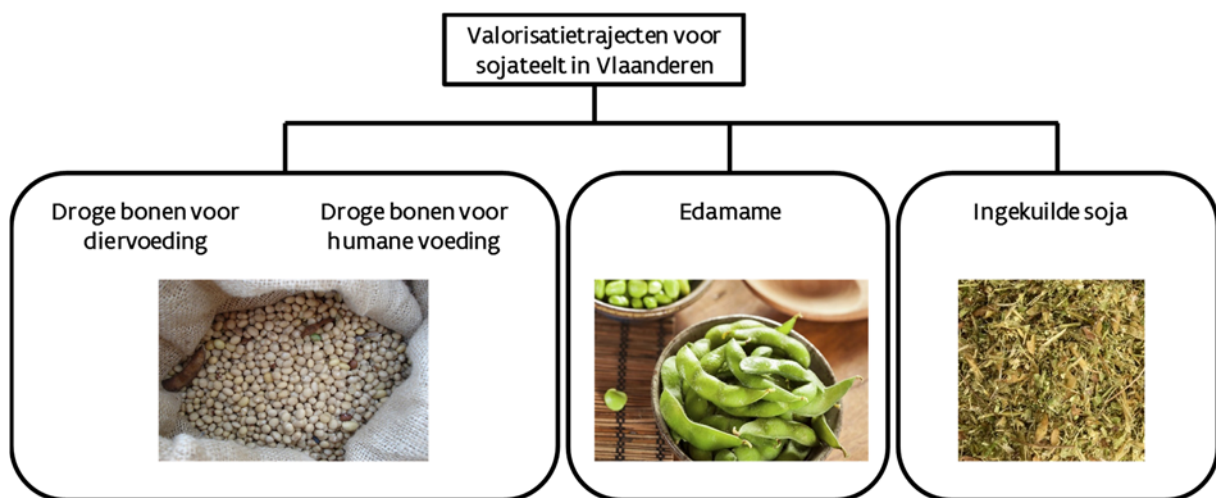 Valorisatietrajecten voor
sojateelt in Vlaanderen
Droge bonen voor
diervoeding
Droge bonen voor
humane voeding
Edamame
Ingekuilde soja